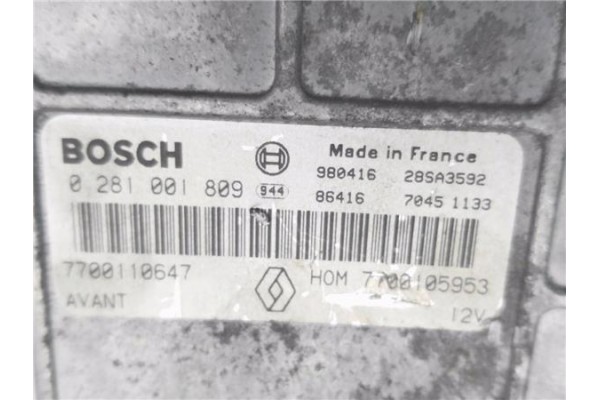 BOSCH Made in France
980416 28SA3592
0 281 001 809 944
86416 7045 1133
7700110647 HOM 7700105953
AVANT 12V